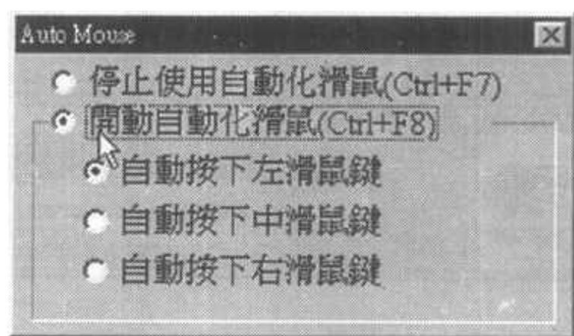 Auto Mouse
停止使用自動化滑鼠(Ctrl+F7)
開動自動化滑鼠(Ctrl+F8)
自動按下左滑鼠鍵
自動按下中滑鼠鍵
自動按下右滑鼠鍵